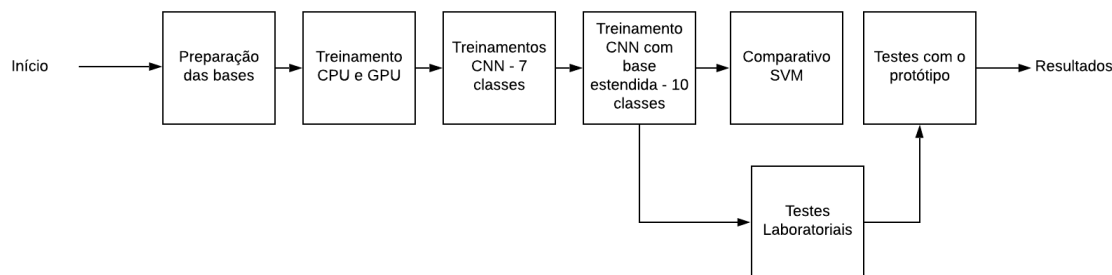 Início
Preparação
das bases
Treinamento
CPU e GPU
Treinamentos
CNN - 7
classes
Treinamento
CNN com
base
estendida - 10
classes
Comparativo
SVM
Testes com o
protótipo
Resultados
Testes
Laboratoriais